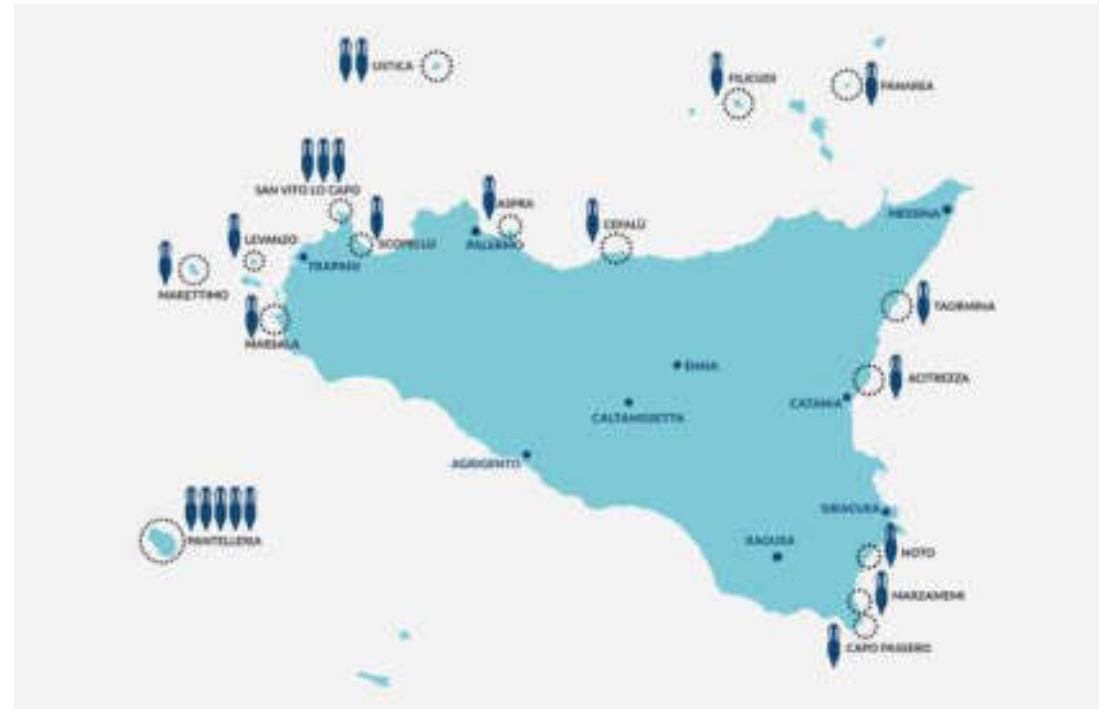 USTICA
FILICUDI
PANAREA
SAN VITO LO CAPO
ASPRA
CEFALÙ
MESSINA
LEVANZO
SCOPELLO
PALERMO
TRAPANI
MARETTIMO
TAORMINA
MARSALA
ENNA
ACITREZZA
CATANIA
CALTANISSETTA
AGRIGENTO
SIRACUSA
PANTELLERIA
RAGUSA
NOTO
MARZAMEMI
CAPO PASSERO